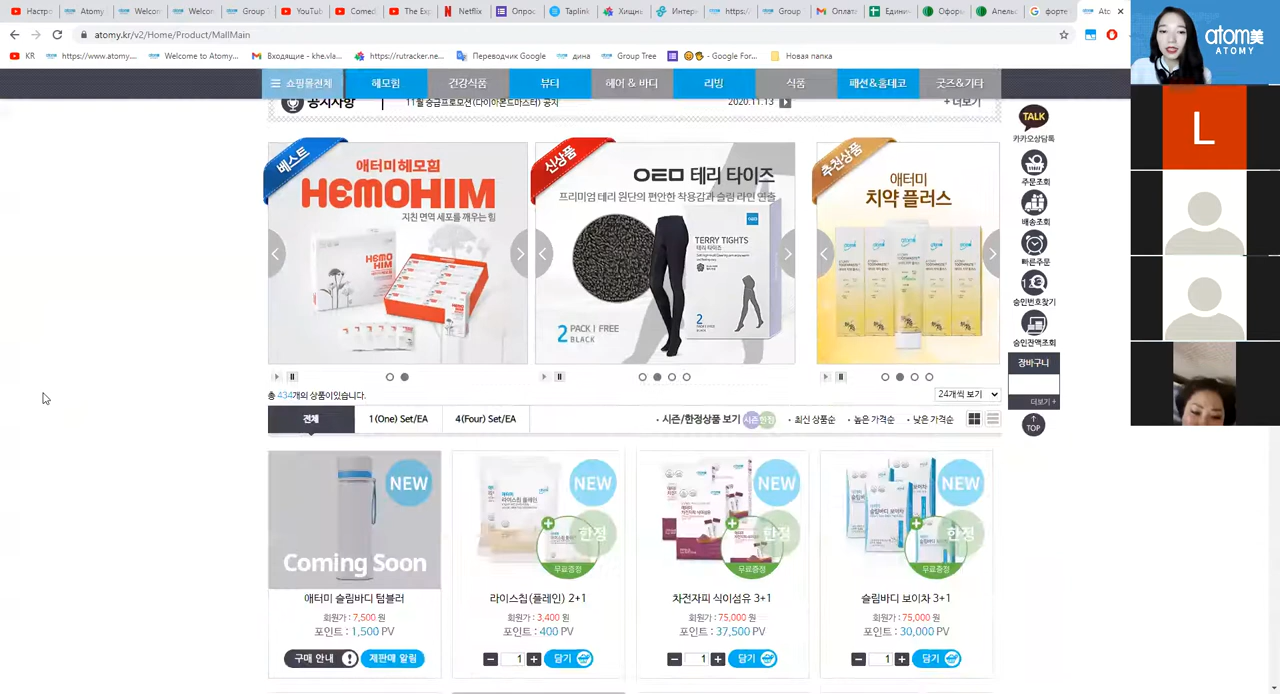 Настро
Atomy
Welcon
Welcon
Group T
YouTub
Comed
The Exp
Netflix
Опрос
Taplink
Хищни
Интер
https:/
Group
Оплата
Едини
Оформ
Апель
форте
Ato
atomy.kr/v2/Home/Product/MallMain
KR
https://www.atomy....
Welcome to Atomy...
Входящие - khe.vla...
https://rutracker.ne...
Переводчик Google
дина
Group Tree
- Google For...
Новая папка
쇼핑몰전체
헤모힘
건강식품
뷰티
헤어 & 바디
리빙
식품
패션&홈데코
굿즈&기타
공지사항
11월 승급프로모션(다이아몬드마스터) 공지
2020.11.13
+ 더보기
베스트
애터미헤모힘
HEMOHIM
지친 면역 세포를 깨우는 힘
신상품
테리 타이즈
프리미엄 테리 원단의 편안한 착용감과 슬림 라인 연출
TERRY TIGHTS
테리 타이즈
2 PACK | FREE
BLACK
추천상품
애터미
치약 플러스
TALK
카카오상담톡
주문조회
배송조회
빠른주문
승인번호찾기
승인잔액조회
장바구니
더보기 +
TOP
총 434개의 상품이있습니다.
24개씩 보기
전체
1(One) Set/EA
4(Four) Set/EA
시즌/한정상품 보기
시즌 한정
최신 상품순
높은 가격순
낮은 가격순
NEW
Coming Soon
애터미 슬림바디 텀블러
회원가 : 7,500 원
포인트 : 1,500 PV
구매 안내
재판매 알림
NEW
한정
무료증정
라이스칩(플레인) 2+1
회원가 : 3,400 원
포인트 : 400 PV
1
담기
NEW
한정
무료증정
차전자피 식이섬유 3+1
회원가 : 75,000 원
포인트 : 37,500 PV
1
담기
NEW
한정
무료증정
슬림바디 보이차 3+1
회원가 : 75,000 원
포인트 : 30,000 PV
1
담기
atom美
ATOMY
L